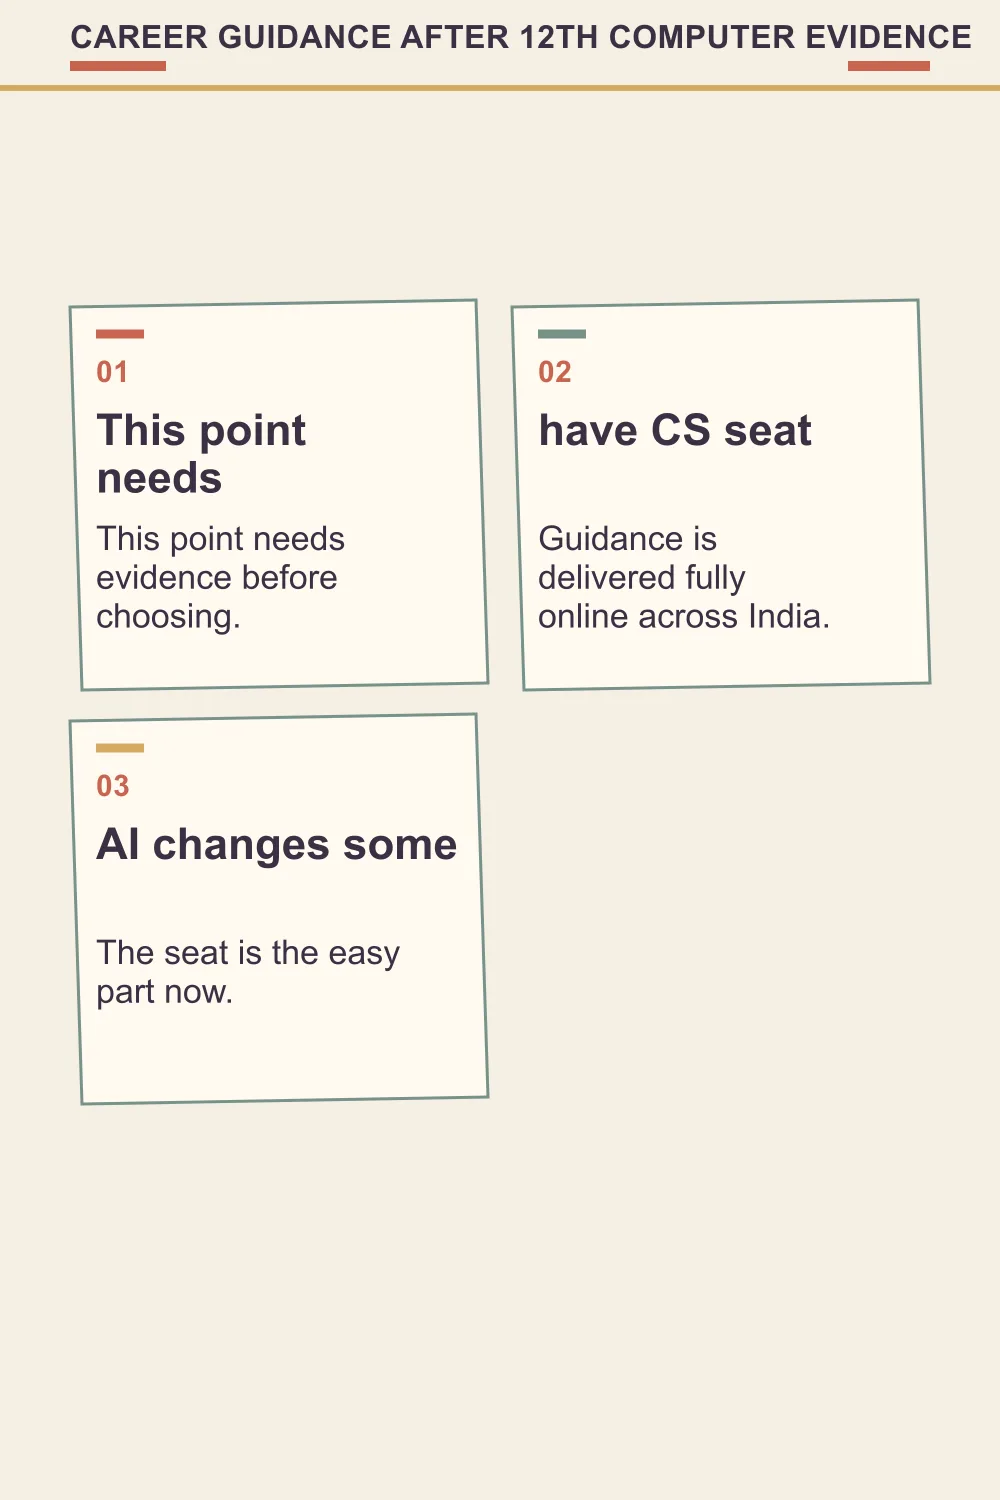 CAREER GUIDANCE AFTER 12TH COMPUTER EVIDENCE
01
This point
needs
This point needs
evidence before
choosing.
02
have CS seat
Guidance is
delivered fully
online across India.
03
AI changes some
The seat is the easy
part now.